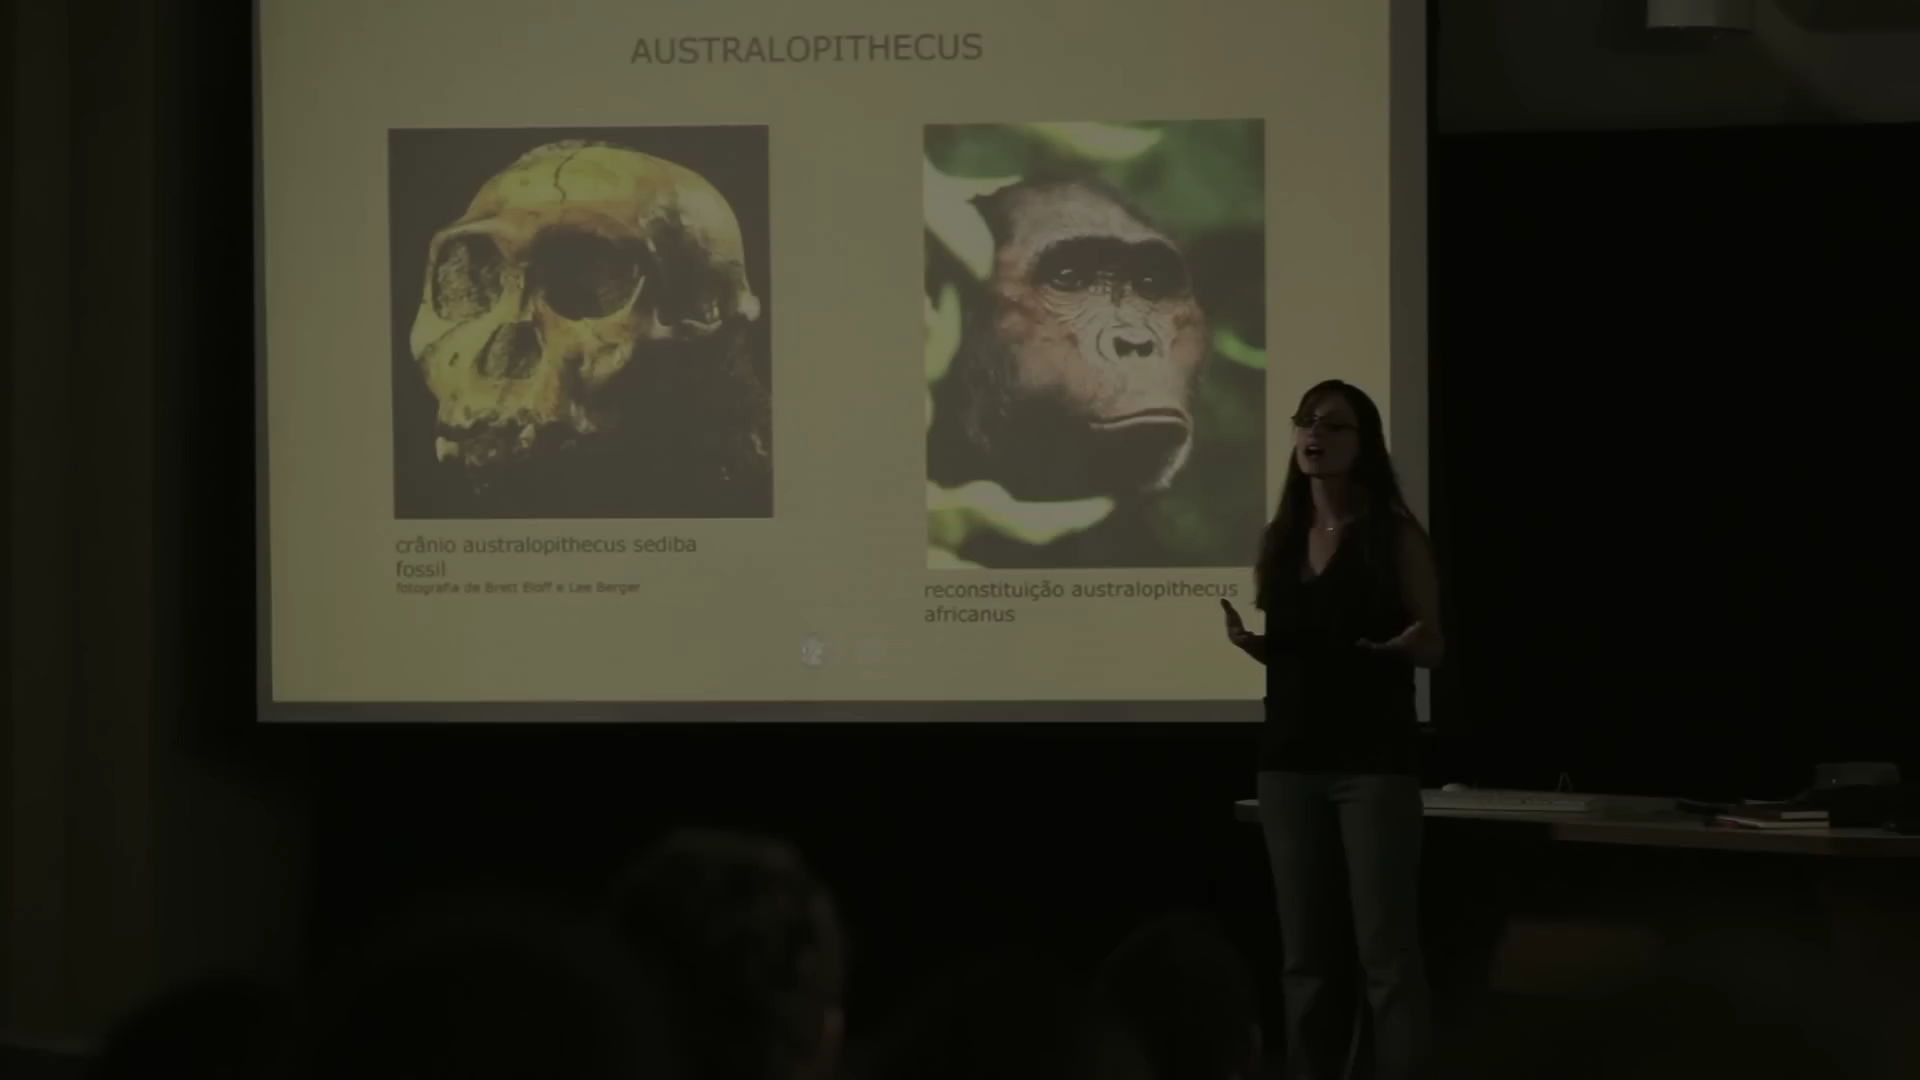 AUSTRALOPITHECUS
crânio australopithecus sediba
fossil
fotografia de Brett Eloff e Lee Berger
reconstituição australopithecus
africanus